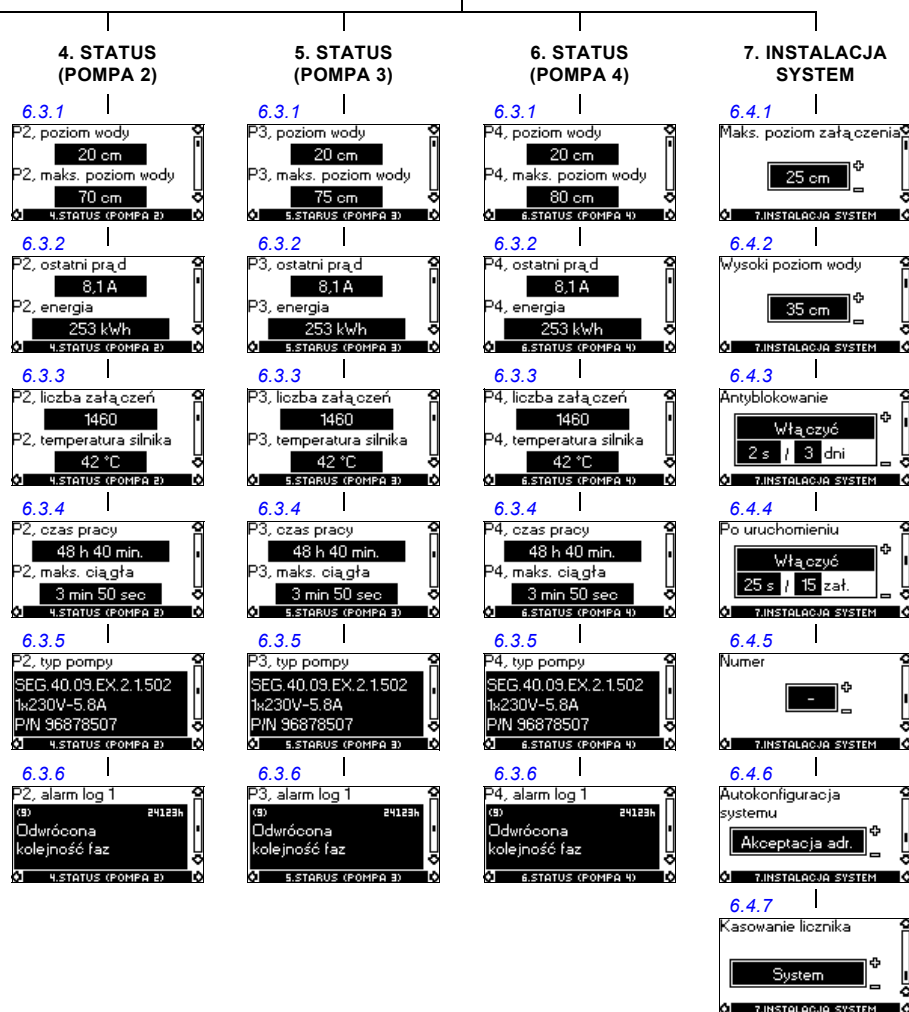 4. STATUS
(POMPA 2)
6.3.1
P2, poziom wody
20 cm
P2, maks. poziom wody
70 cm
4.STATUS (POMPA 2)
6.3.2
P2, ostatni prąd
8,1 A
P2, energia
253 kWh
4.STATUS (POMPA 2)
6.3.3
P2, liczba załączeń
1460
P2, temperatura silnika
42 °C
4.STATUS (POMPA 2)
6.3.4
P2, czas pracy
48 h 40 min.
P2, maks. ciągła
3 min 50 sec
4.STATUS (POMPA 2)
6.3.5
P2, typ pompy
SEG.40.09.EX.2.1.502
1x230V-5.8A
P/N 96878507
4.STATUS (POMPA 2)
6.3.6
P2, alarm log 1
(9) 24123h
Odwrócona
kolejność faz
4.STATUS (POMPA 2)
5. STATUS
(POMPA 3)
6.3.1
P3, poziom wody
20 cm
P3, maks. poziom wody
75 cm
5.STARUS (POMPA 3)
6.3.2
P3, ostatni prąd
8,1 A
P3, energia
253 kWh
5.STARUS (POMPA 3)
6.3.3
P3, liczba załączeń
1460
P3, temperatura silnika
42 °C
5.STARUS (POMPA 3)
6.3.4
P3, czas pracy
48 h 40 min.
P3, maks. ciągła
3 min 50 sec
5.STARUS (POMPA 3)
6.3.5
P3, typ pompy
SEG.40.09.EX.2.1.502
1x230V-5.8A
P/N 96878507
5.STARUS (POMPA 3)
6.3.6
P3, alarm log 1
(9) 24123h
Odwrócona
kolejność faz
5.STARUS (POMPA 3)
6. STATUS
(POMPA 4)
6.3.1
P4, poziom wody
20 cm
P4, maks. poziom wody
80 cm
6.STATUS (POMPA 4)
6.3.2
P4, ostatni prąd
8,1 A
P4, energia
253 kWh
6.STATUS (POMPA 4)
6.3.3
P4, liczba załączeń
1460
P4, temperatura silnika
42 °C
6.STATUS (POMPA 4)
6.3.4
P4, czas pracy
48 h 40 min.
P4, maks. ciągła
3 min 50 sec
6.STATUS (POMPA 4)
6.3.5
P4, typ pompy
SEG.40.09.EX.2.1.502
1x230V-5.8A
P/N 96878507
6.STATUS (POMPA 4)
6.3.6
P4, alarm log 1
(9) 24123h
Odwrócona
kolejność faz
6.STATUS (POMPA 4)
7. INSTALACJA
SYSTEM
6.4.1
Maks. poziom załączenia
25 cm
7.INSTALACJA SYSTEM
6.4.2
Wysoki poziom wody
35 cm
7.INSTALACJA SYSTEM
6.4.3
Antyblokowanie
Włączyć
2 s / 3 dni
7.INSTALACJA SYSTEM
6.4.4
Po uruchomieniu
Włączyć
25 s / 15 zał.
7.INSTALACJA SYSTEM
6.4.5
Numer
-
7.INSTALACJA SYSTEM
6.4.6
Autokonfiguracja
systemu
Akceptacja adr.
7.INSTALACJA SYSTEM
6.4.7
Kasowanie licznika
System
7.INSTALACJA SYSTEM